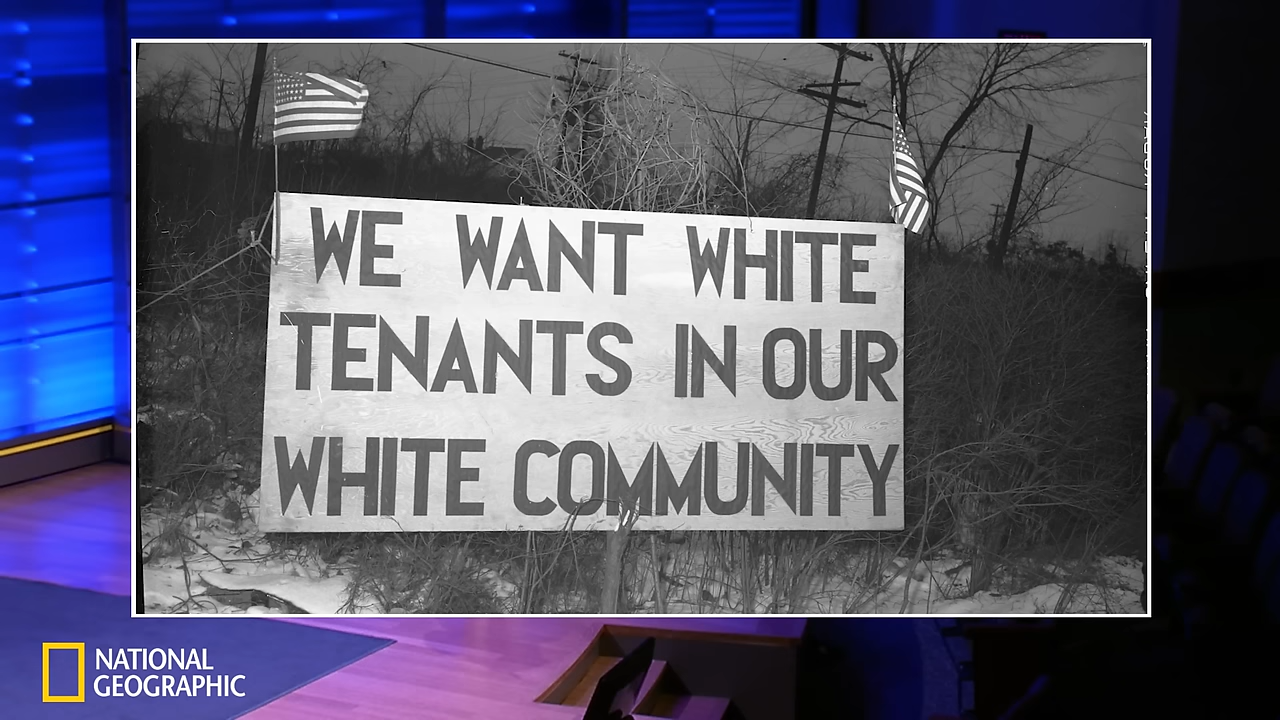 WE WANT WHITE
TENANTS IN OUR
WHITE COMMUNITY
NATIONAL
GEOGRAPHIC